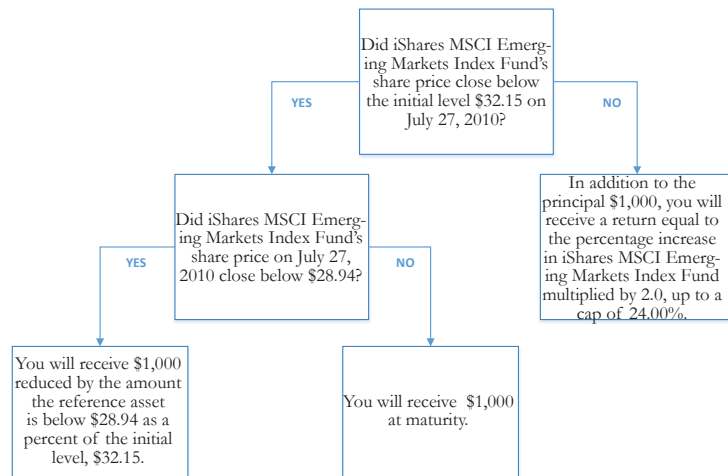 Did iShares MSCI Emerg-
ing Markets Index Fund's
share price close below
the initial level $32.15 on
July 27, 2010?
YES
NO
Did iShares MSCI Emerg-
ing Markets Index Fund's
share price on July 27,
2010 close below $28.94?
In addition to the
principal $1,000, you will
receive a return equal to
the percentage increase
in iShares MSCI Emerg-
ing Markets Index Fund
multiplied by 2.0, up to a
cap of 24.00%.
YES
NO
You will receive $1,000
reduced by the amount
the reference asset
is below $28.94 as a
percent of the initial
level, $32.15.
You will receive $1,000
at maturity.